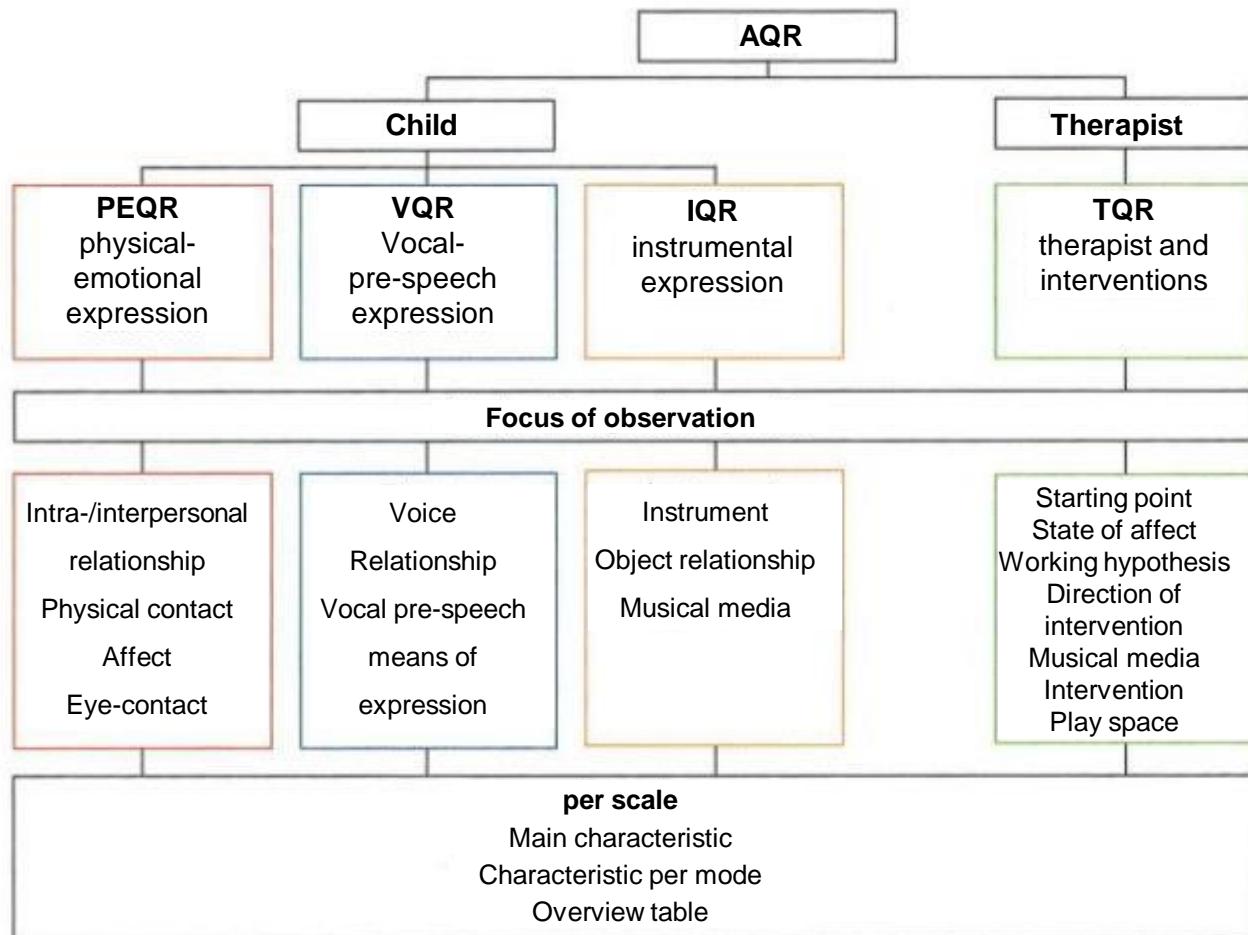 AQR
Child
Therapist
PEQR
physical-
emotional
expression
VQR
Vocal-
pre-speech
expression
IQR
instrumental
expression
TQR
therapist and
interventions
Focus of observation
Intra-/interpersonal
relationship
Physical contact
Affect
Eye-contact
Voice
Relationship
Vocal pre-speech
means of
expression
Instrument
Object relationship
Musical media
Starting point
State of affect
Working hypothesis
Direction of
intervention
Musical media
Intervention
Play space
per scale
Main characteristic
Characteristic per mode
Overview table